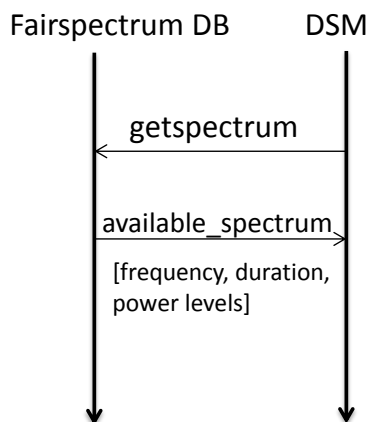 Fairspectrum DB DSM
getspectrum
available_spectrum
[frequency, duration,
power levels]